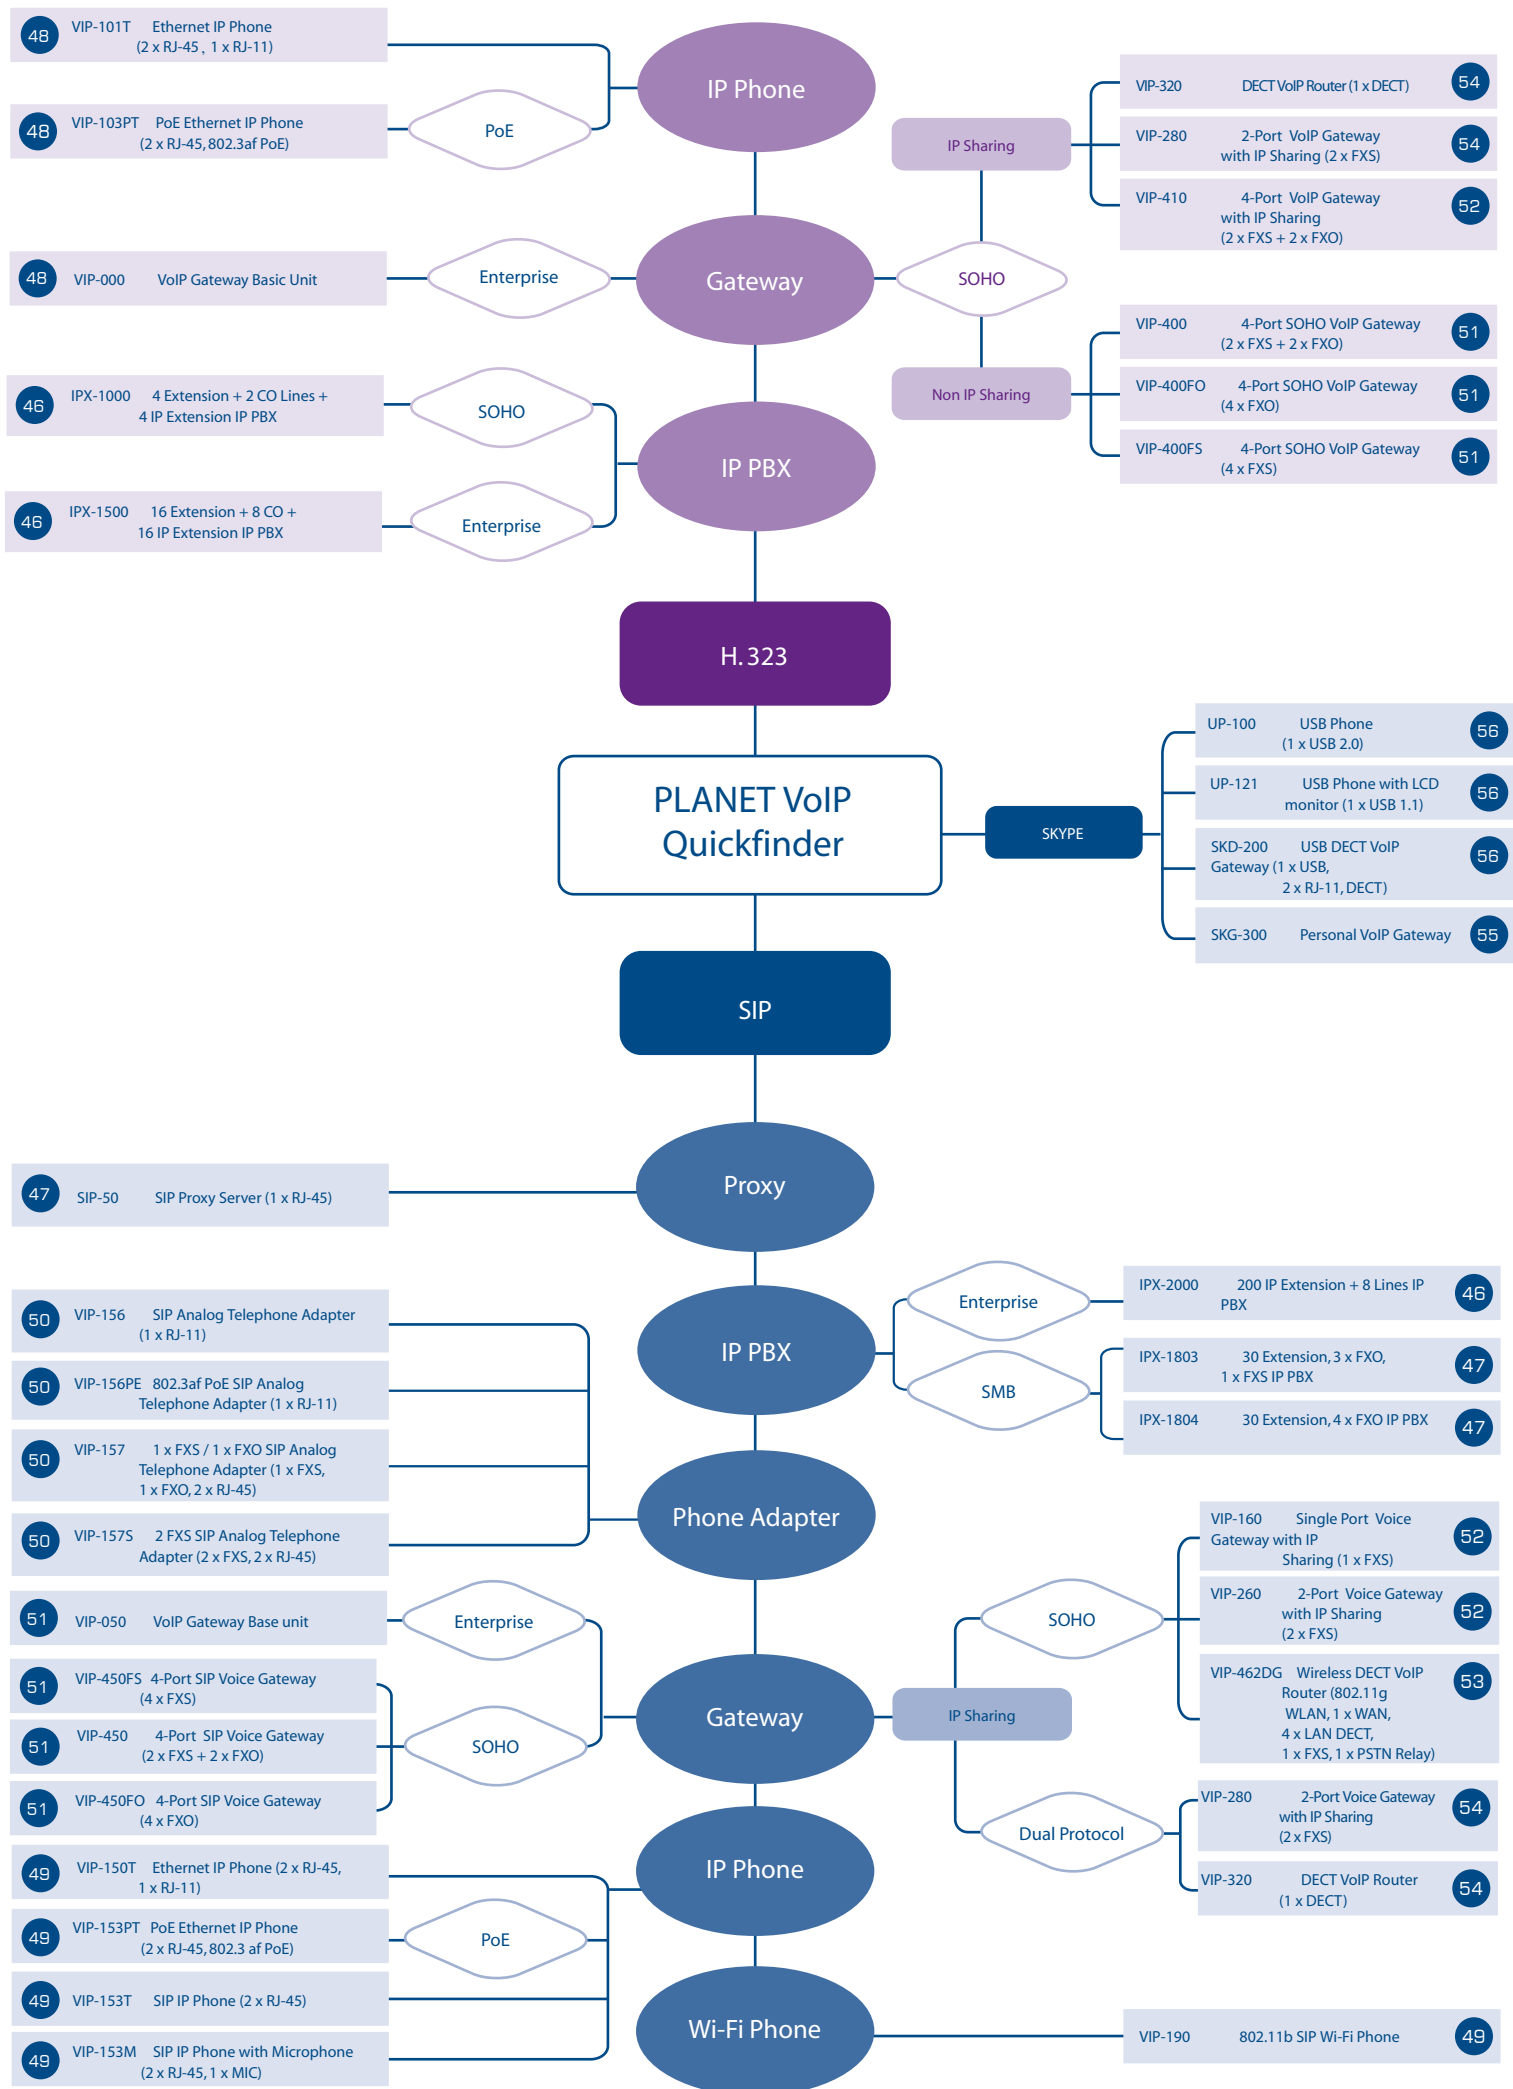 48 VIP-101T Ethernet IP Phone
(2 x RJ-45 , 1 x RJ-11)
48 VIP-103PT PoE Ethernet IP Phone
(2 x RJ-45, 802.3af PoE)
PoE
IP Phone
48 VIP-000 VoIP Gateway Basic Unit
Enterprise
Gateway
SOHO
IP Sharing
VIP-320 DECT VoIP Router (1 x DECT) 54
VIP-280 2-Port VoIP Gateway
with IP Sharing (2 x FXS)
54
VIP-410 4-Port VoIP Gateway
with IP Sharing
(2 x FXS + 2 x FXO)
52
Non IP Sharing
VIP-400 4-Port SOHO VoIP Gateway
(2 x FXS + 2 x FXO)
51
VIP-400FO 4-Port SOHO VoIP Gateway
(4 x FXO)
51
VIP-400FS 4-Port SOHO VoIP Gateway
(4 x FXS)
51
46 IPX-1000 4 Extension + 2 CO Lines +
4 IP Extension IP PBX
SOHO
46 IPX-1500 16 Extension + 8 CO +
16 IP Extension IP PBX
Enterprise
IP PBX
H. 323
PLANET VoIP
Quickfinder
SKYPE
UP-100 USB Phone
(1 x USB 2.0)
56
UP-121 USB Phone with LCD
monitor (1 x USB 1.1)
56
SKD-200 USB DECT VoIP
Gateway (1 x USB,
2 x RJ-11, DECT)
56
SKG-300 Personal VoIP Gateway 55
SIP
47 SIP-50 SIP Proxy Server (1 x RJ-45)
Proxy
IP PBX
Enterprise
IPX-2000 200 IP Extension + 8 Lines IP
PBX
46
SMB
IPX-1803 30 Extension, 3 x FXO,
1 x FXS IP PBX
47
IPX-1804 30 Extension, 4 x FXO IP PBX 47
50 VIP-156 SIP Analog Telephone Adapter
(1 x RJ-11)
50 VIP-156PE 802.3af PoE SIP Analog
Telephone Adapter (1 x RJ-11)
50 VIP-157 1 x FXS / 1 x FXO SIP Analog
Telephone Adapter (1 x FXS,
1 x FXO, 2 x RJ-45)
50 VIP-157S 2 FXS SIP Analog Telephone
Adapter (2 x FXS, 2 x RJ-45)
Phone Adapter
51 VIP-050 VoIP Gateway Base unit
Enterprise
51 VIP-450FS 4-Port SIP Voice Gateway
(4 x FXS)
51 VIP-450 4-Port SIP Voice Gateway
(2 x FXS + 2 x FXO)
51 VIP-450FO 4-Port SIP Voice Gateway
(4 x FXO)
SOHO
Gateway
IP Sharing
SOHO
VIP-160 Single Port Voice
Gateway with IP
Sharing (1 x FXS)
52
VIP-260 2-Port Voice Gateway
with IP Sharing
(2 x FXS)
52
VIP-462DG Wireless DECT VoIP
Router (802.11g
WLAN, 1 x WAN,
4 x LAN DECT,
1 x FXS, 1 x PSTN Relay)
53
Dual Protocol
VIP-280 2-Port Voice Gateway
with IP Sharing
(2 x FXS)
54
VIP-320 DECT VoIP Router
(1 x DECT)
54
49 VIP-150T Ethernet IP Phone (2 x RJ-45,
1 x RJ-11)
49 VIP-153PT PoE Ethernet IP Phone
(2 x RJ-45, 802.3 af PoE)
PoE
49 VIP-153T SIP IP Phone (2 x RJ-45)
49 VIP-153M SIP IP Phone with Microphone
(2 x RJ-45, 1 x MIC)
IP Phone
Wi-Fi Phone
VIP-190 802.11b SIP Wi-Fi Phone 49